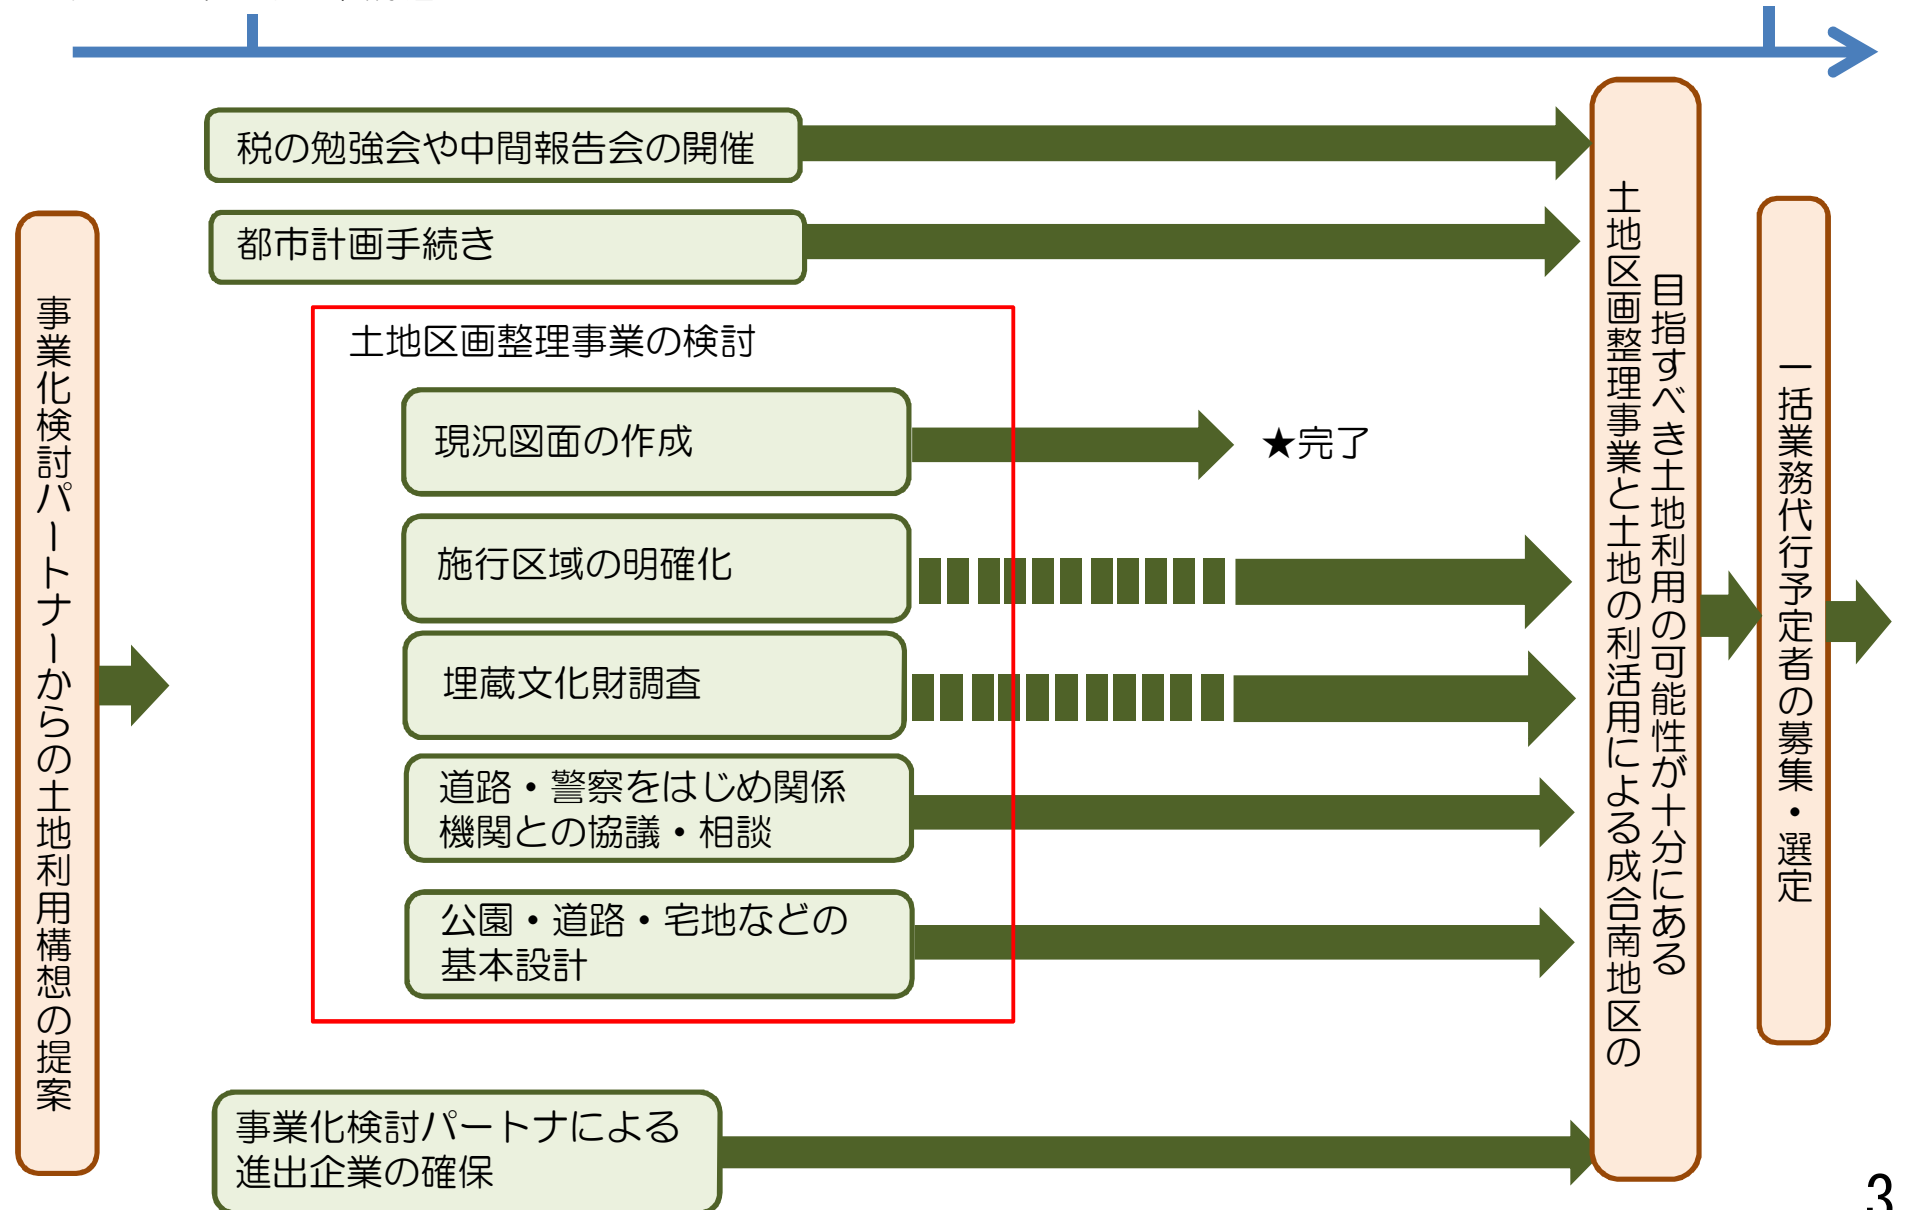 事業化検討パートナーからの土地利用構想の提案
税の勉強会や中間報告会の開催
都市計画手続き
土地区画整理事業の検討
現況図面の作成
★完了
施行区域の明確化
埋蔵文化財調査
道路・警察をはじめ関係
機関との協議・相談
公園・道路・宅地などの
基本設計
事業化検討パートナによる
進出企業の確保
目指すべき土地利用の可能性が十分にある
土地区画整理事業と土地の利活用による成合南地区の
一括業務代行予定者の募集・選定
3